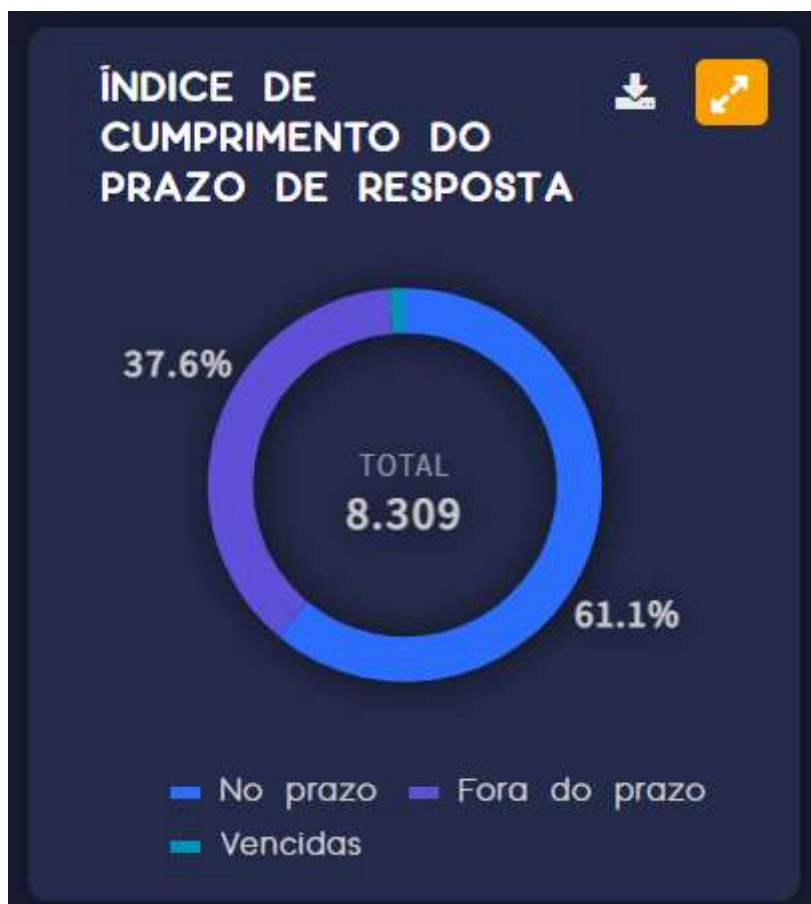 ÍNDICE DE
CUMPRIMENTO DO
PRAZO DE RESPOSTA
37.6%
TOTAL
8.309
61.1%
No prazo Fora do prazo
Vencidas